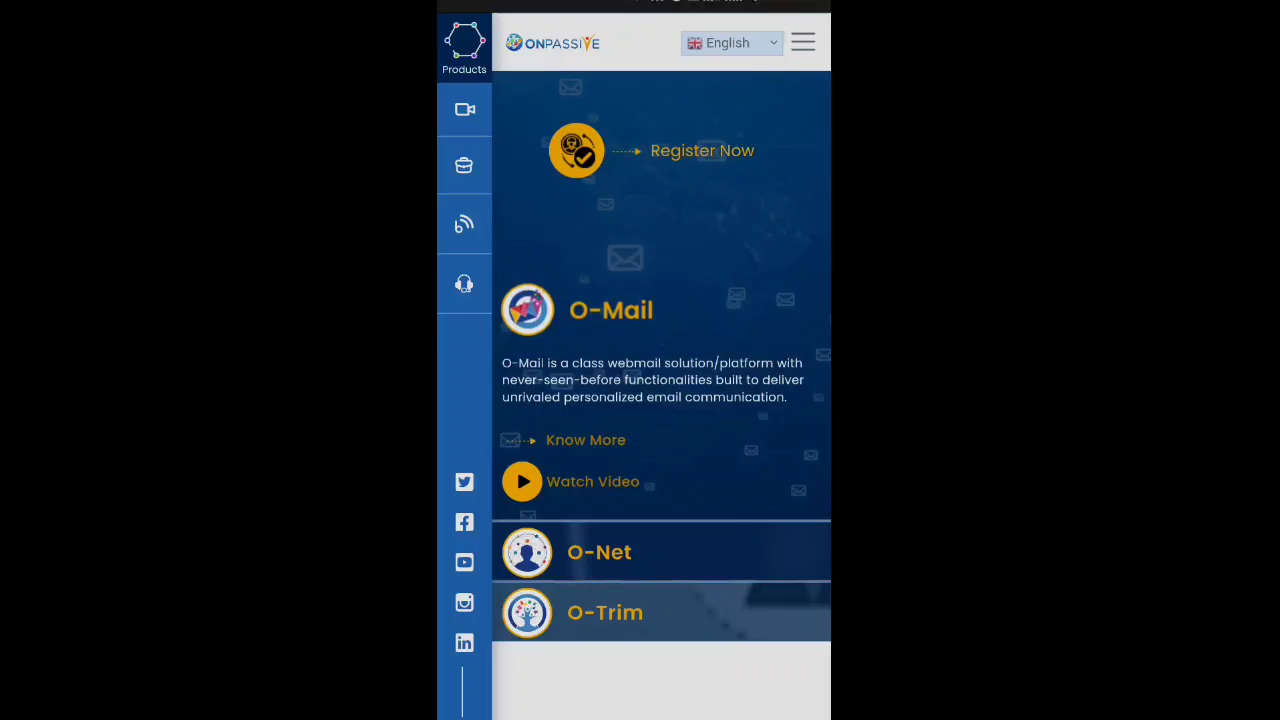 Products
ONPASSIVE
English
Register Now
O-Mail
O-Mail is a class webmail solution/platform with
never-seen-before functionalities built to deliver
unrivaled personalized email communication.
Know More
Watch Video
O-Net
O-Trim